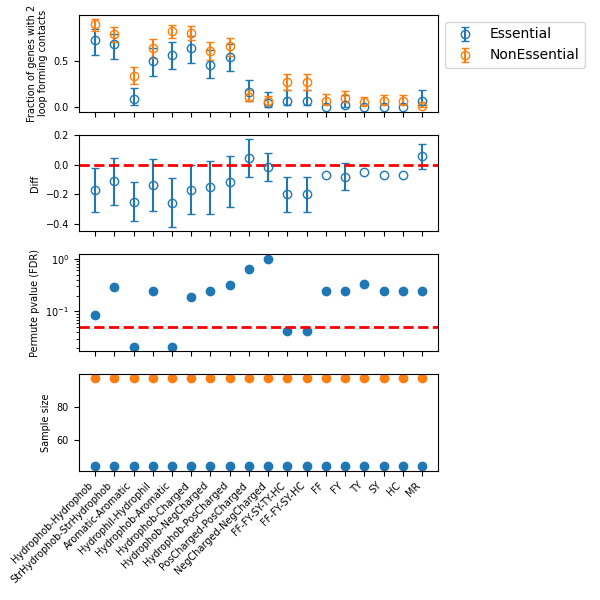 Fraction of genes with 2
loop forming contacts
0.5
0.0
Essential
NonEssential
Diff
0.2
0.0
−0.2
−0.4
Permute pvalue (FDR)
10⁰
10⁻¹
Sample size
80
60
Hydrophob-Hydrophob
StrHydrophob-StrHydrophob
Aromatic-Aromatic
Hydrophil-Hydrophil
Hydrophob-Aromatic
Hydrophob-Charged
Hydrophob-NegCharged
Hydrophob-PosCharged
PosCharged-PosCharged
NegCharged-NegCharged
FF-FY-SY-TY-HC
FF-FY-SY-HC
FF
FY
TY
SY
HC
MR